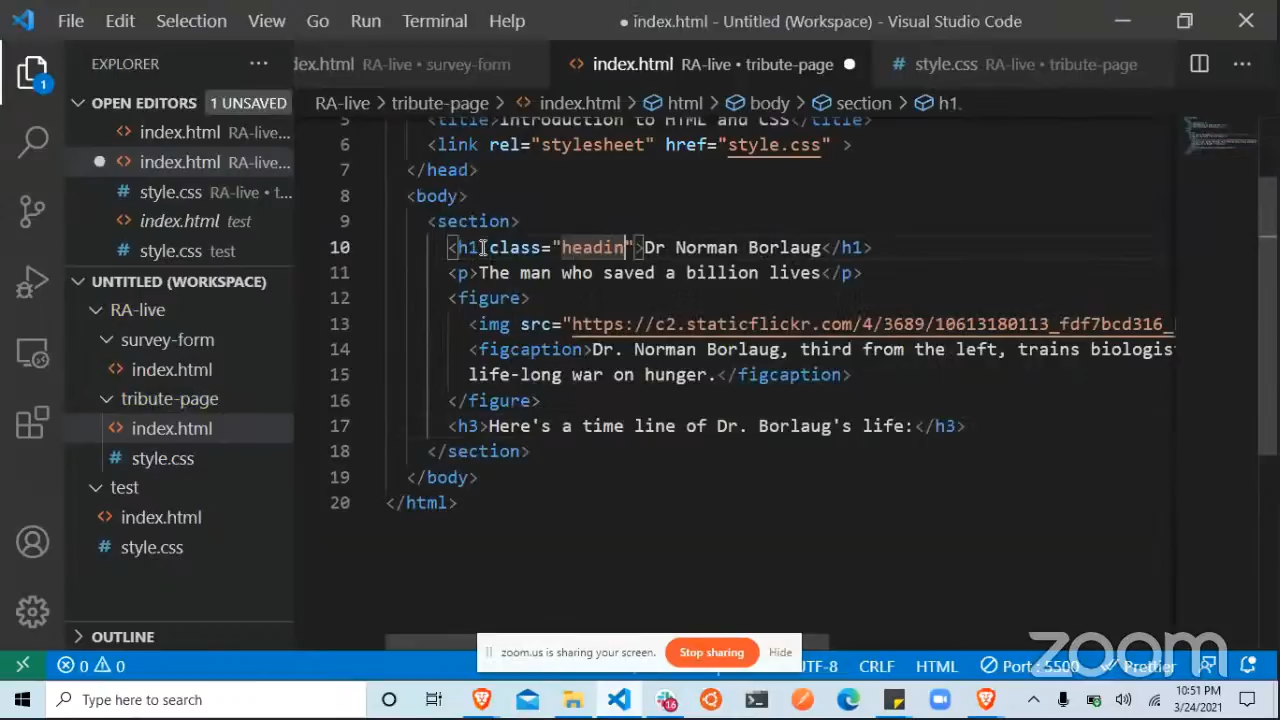 File Edit Selection View Go Run Terminal Help
● index.html - Untitled (Workspace) - Visual Studio Code
EXPLORER
dex.html RA-live • survey-form
index.html RA-live • tribute-page
style.css RA-live • tribute-page
1
OPEN EDITORS 1 UNSAVED
index.html RA-live...
index.html RA-live...
style.css RA-live • t...
index.html test
style.css test
UNTITLED (WORKSPACE)
RA-live
survey-form
index.html
tribute-page
index.html
style.css
test
index.html
style.css
OUTLINE
RA-live > tribute-page > index.html > html > body > section > h1.
5 <title>Introduction to HTML and CSS</title>
6 <link rel="stylesheet" href="style.css" >
7 </head>
8 <body>
9 <section>
10 <h1 class="headin">Dr Norman Borlaug</h1>
11 <p>The man who saved a billion lives</p>
12 <figure>
13 <img src="https://c2.staticflickr.com/4/3689/10613180113_fdf7bcd316_
14 <figcaption>Dr. Norman Borlaug, third from the left, trains biologis
15 life-long war on hunger.</figcaption>
16 </figure>
17 <h3>Here's a time line of Dr. Borlaug's life:</h3>
18 </section>
19 </body>
20 </html>
zoom.us is sharing your screen. Stop sharing Hide
zoom
0 0 UTF-8 CRLF HTML Port : 5500 Prettier
Type here to search
16
10:51 PM
3/24/2021